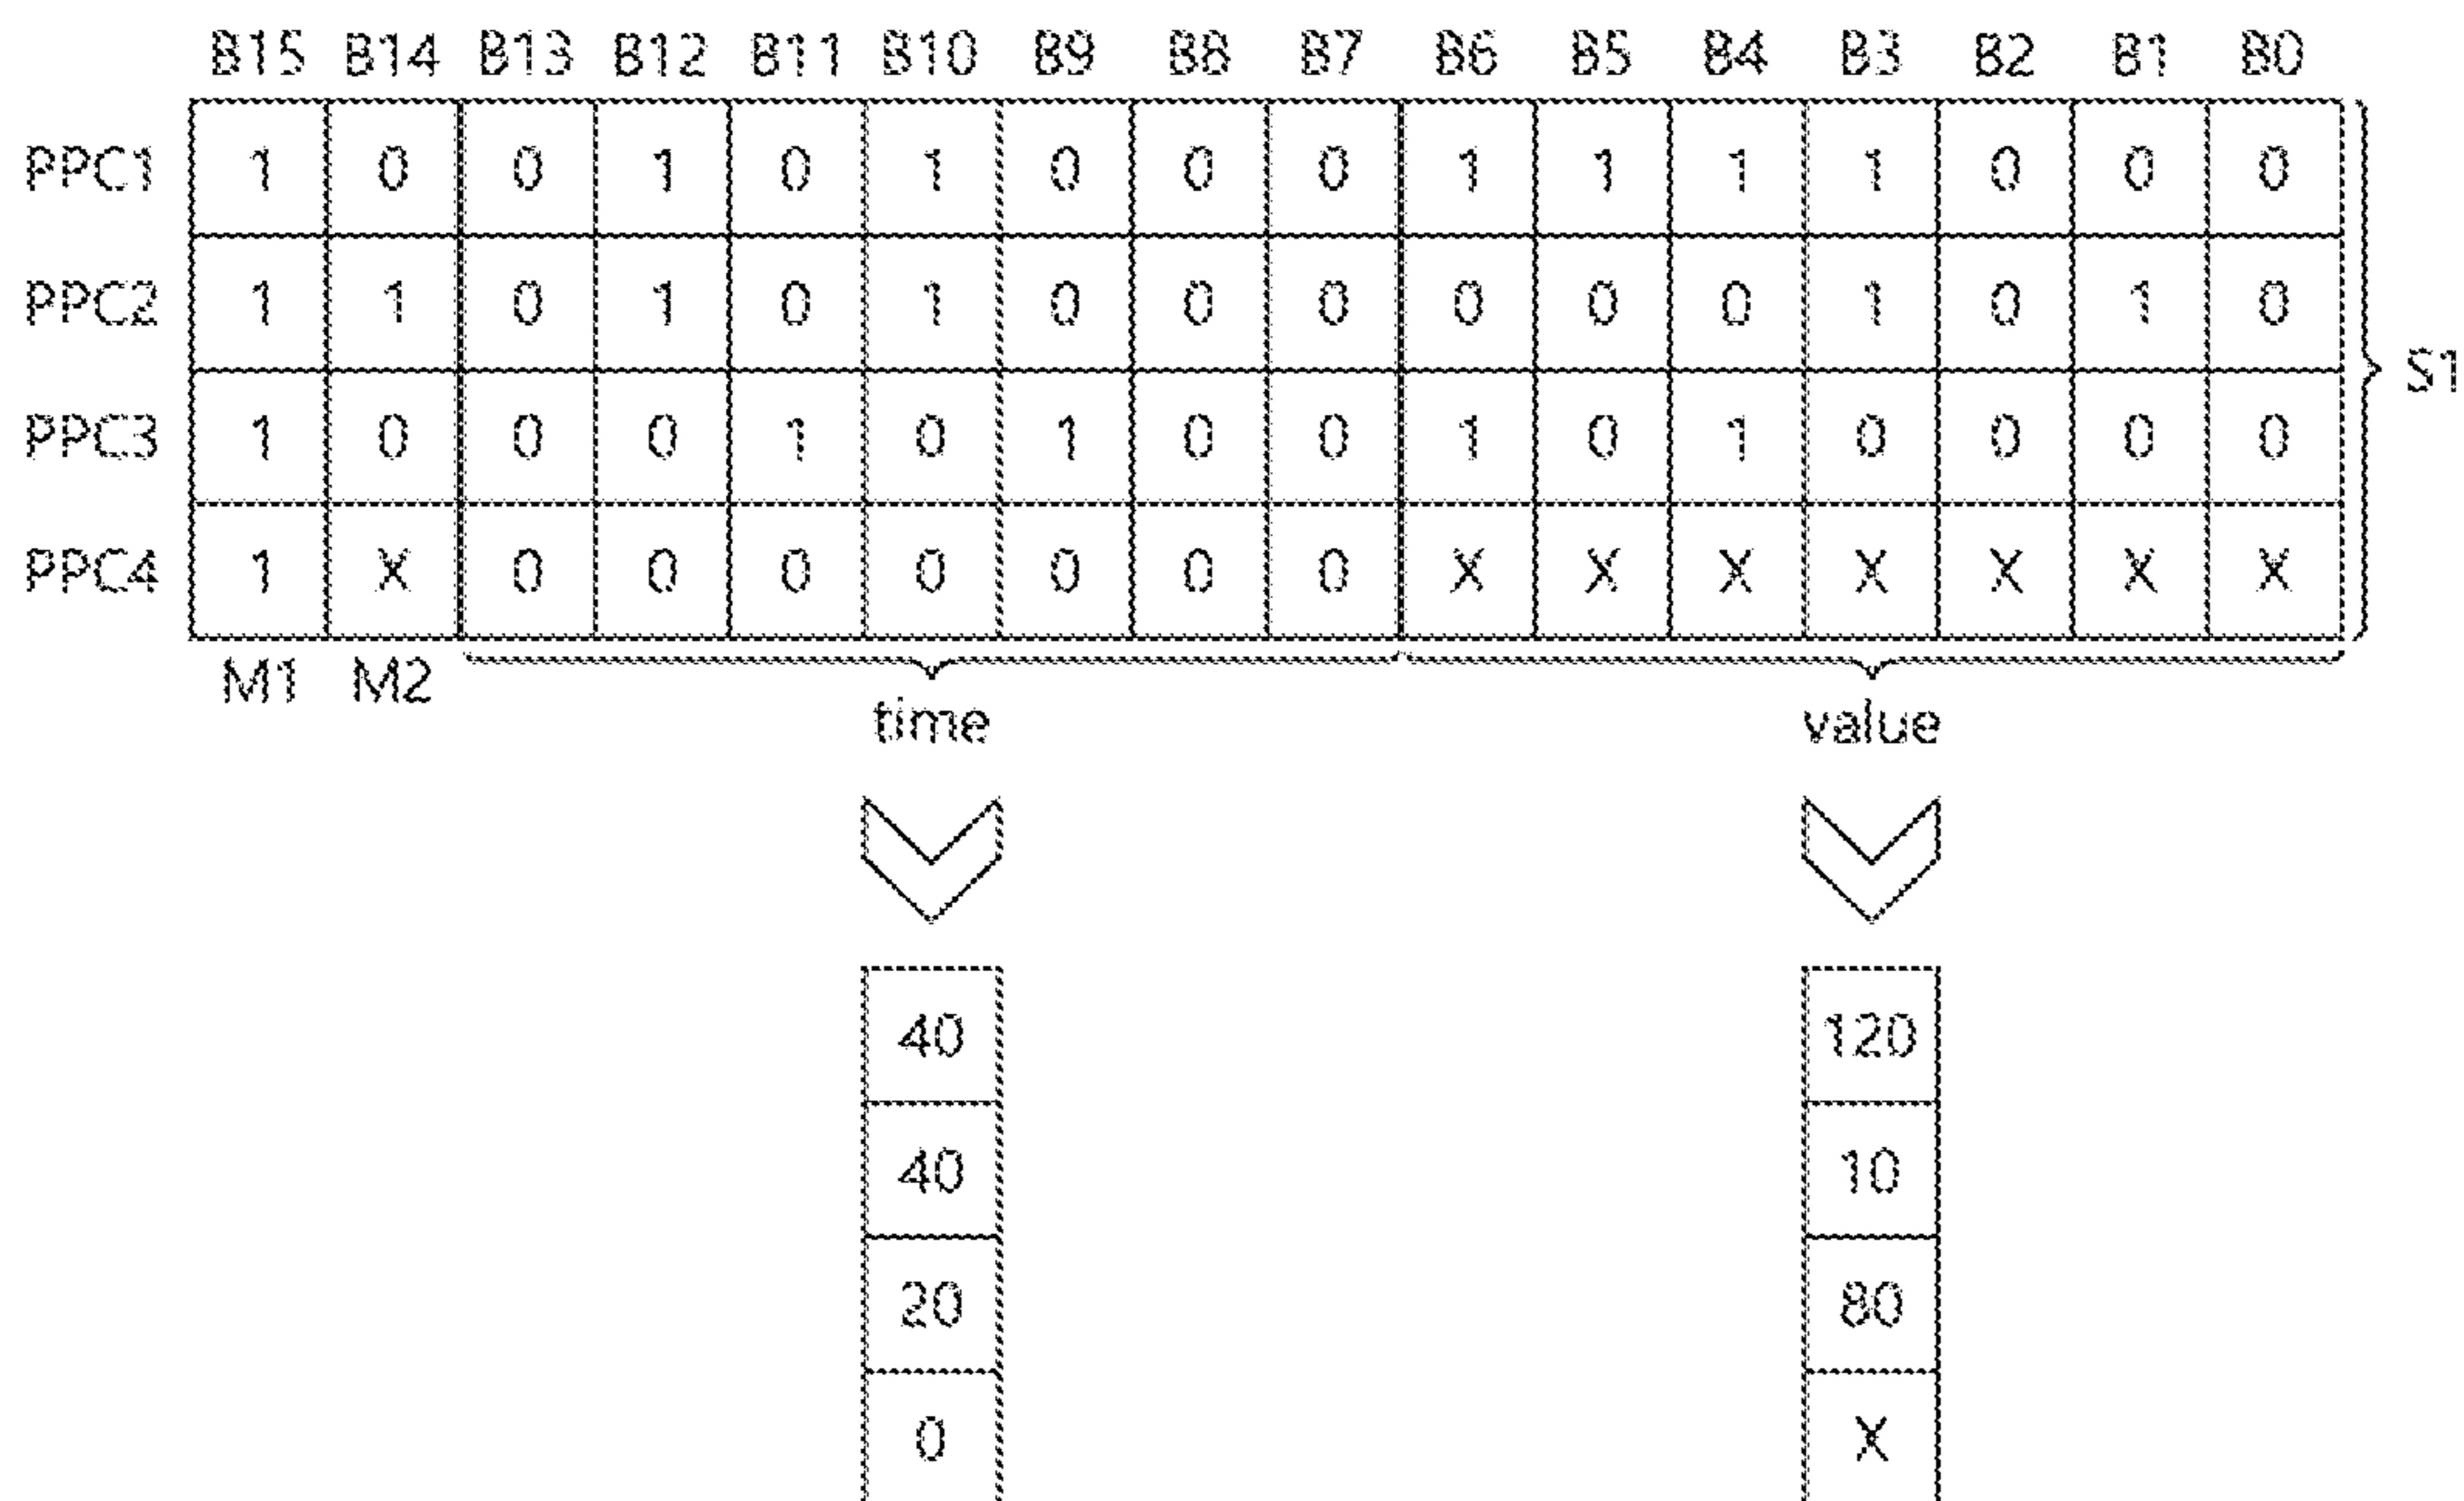 B15 B14 B13 B12 B11 B10 B9 B8 B7 B6 B5 B4 B3 B2 B1 B0
PPC1 1 0 0 1 0 1 0 0 0 1 1 1 1 0 0 0
PPC2 1 1 0 1 0 1 0 0 0 0 0 0 1 0 1 0
S1
PPC3 1 0 0 0 1 0 1 0 0 1 0 1 0 0 0 0
PPC4 1 X 0 0 0 0 0 0 0 X X X X X X X
M1 M2
time value
40 120
40 10
20 80
0 X